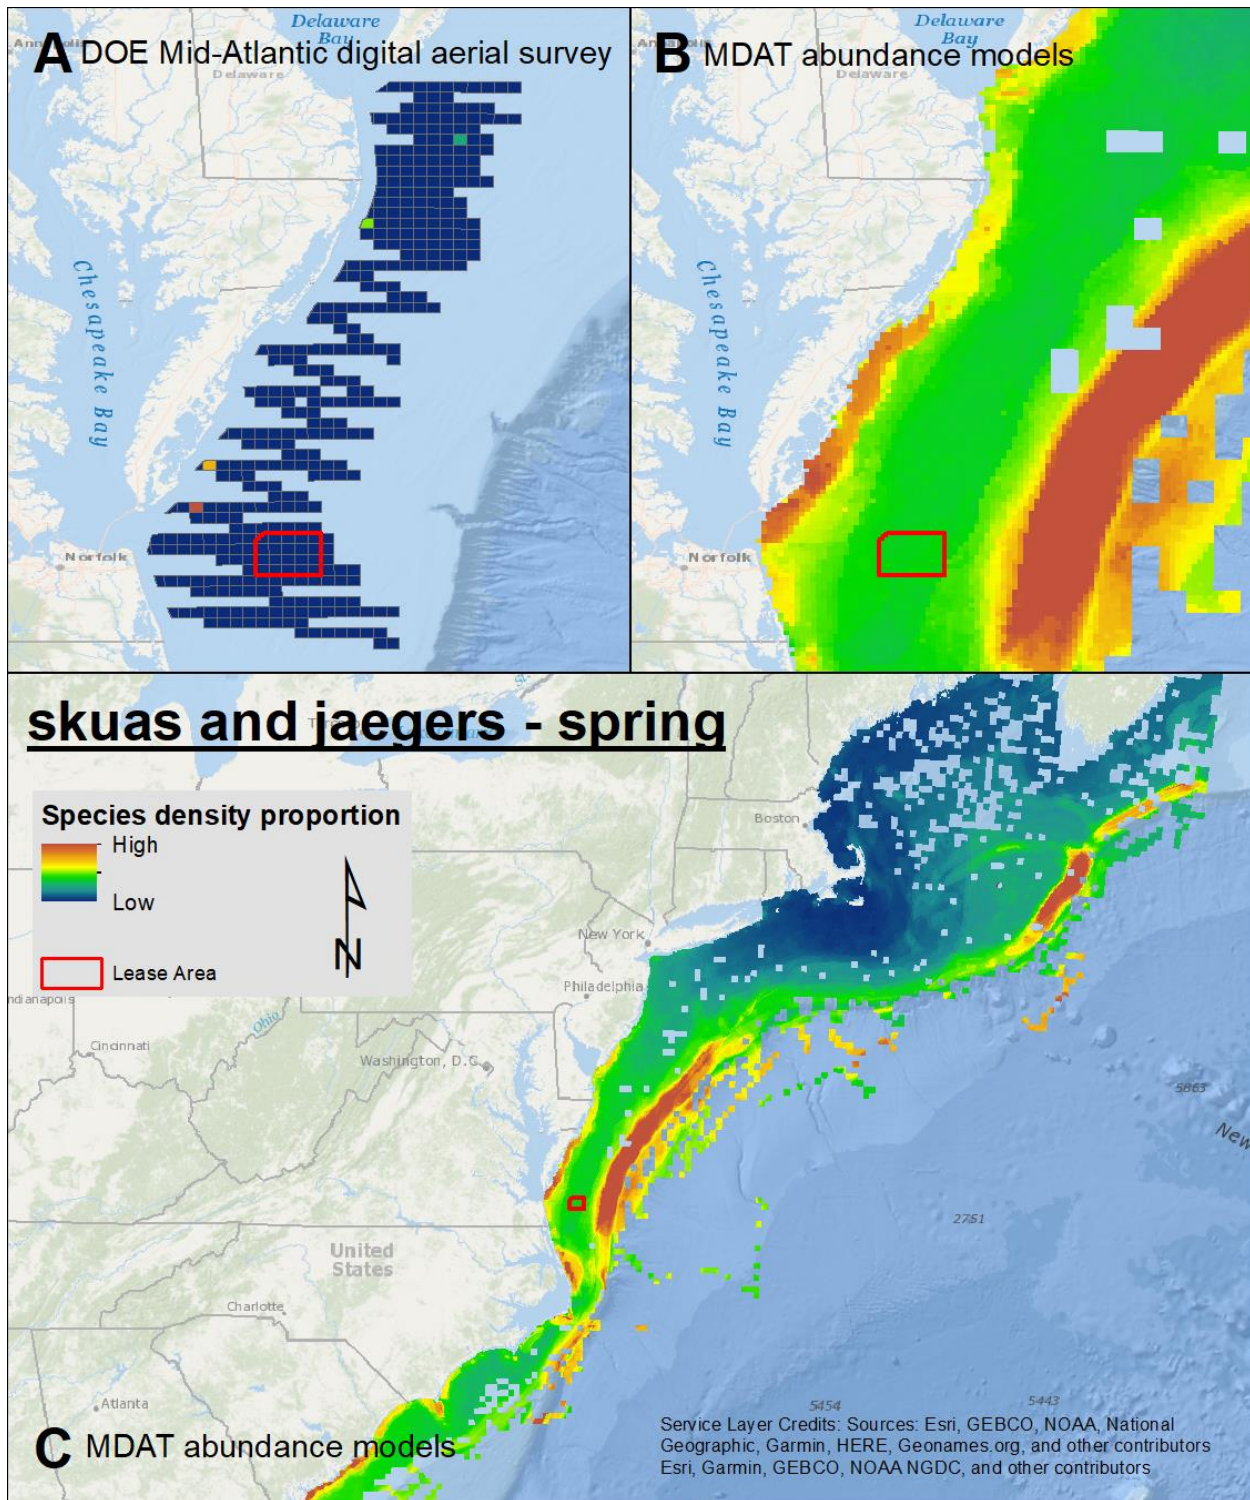 Delaware
Bay
A DOE Mid-Atlantic digital aerial survey
Delaware
Chesapeake Bay
Norfolk
Delaware
Bay
B MDAT abundance models
Delaware
Chesapeake Bay
Norfolk
skuas and jaegers - spring
Species density proportion
High
Low
N
Lease Area
Boston
New York
Philadelphia
ndianapolis
Ohio
Cincinnati
Washington, D.C.
5863
New
2751
United
States
Charlotte
Atlanta
5454
5443
C MDAT abundance models
Service Layer Credits: Sources: Esri, GEBCO, NOAA, National
Geographic, Garmin, HERE, Geonames.org, and other contributors
Esri, Garmin, GEBCO, NOAA NGDC, and other contributors